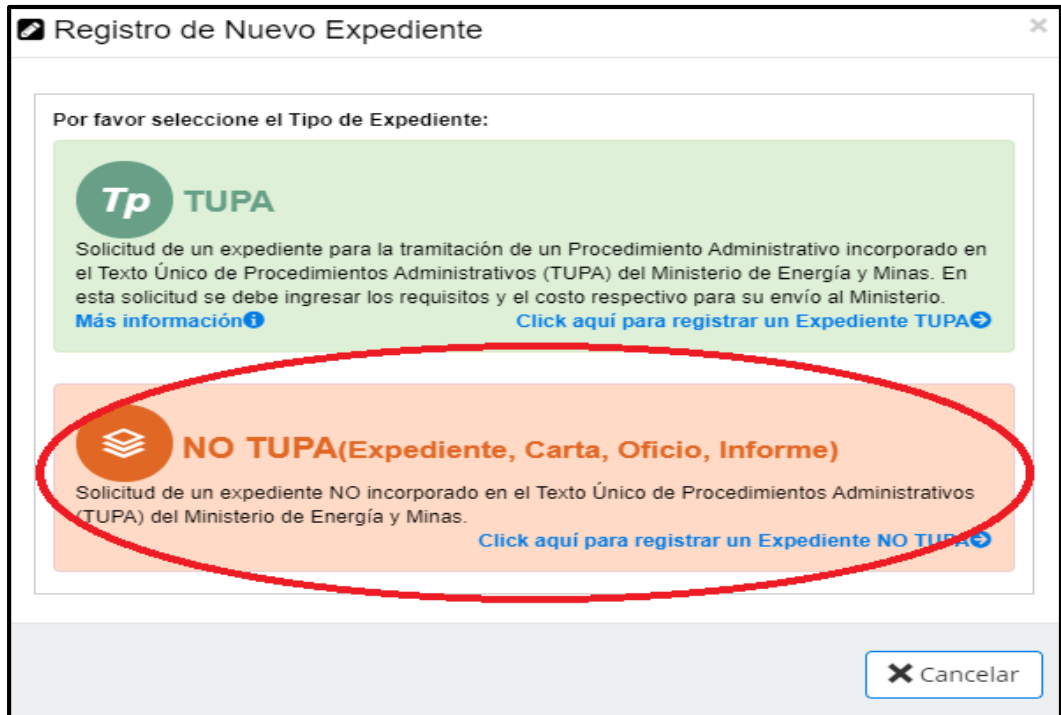 Registro de Nuevo Expediente
×
Por favor seleccione el Tipo de Expediente:
Tp TUPA
Solicitud de un expediente para la tramitación de un Procedimiento Administrativo incorporado en
el Texto Único de Procedimientos Administrativos (TUPA) del Ministerio de Energía y Minas. En
esta solicitud se debe ingresar los requisitos y el costo respectivo para su envío al Ministerio.
Más información Click aquí para registrar un Expediente TUPA
NO TUPA(Expediente, Carta, Oficio, Informe)
Solicitud de un expediente NO incorporado en el Texto Único de Procedimientos Administrativos
(TUPA) del Ministerio de Energía y Minas.
Click aquí para registrar un Expediente NO TUPA
Cancelar